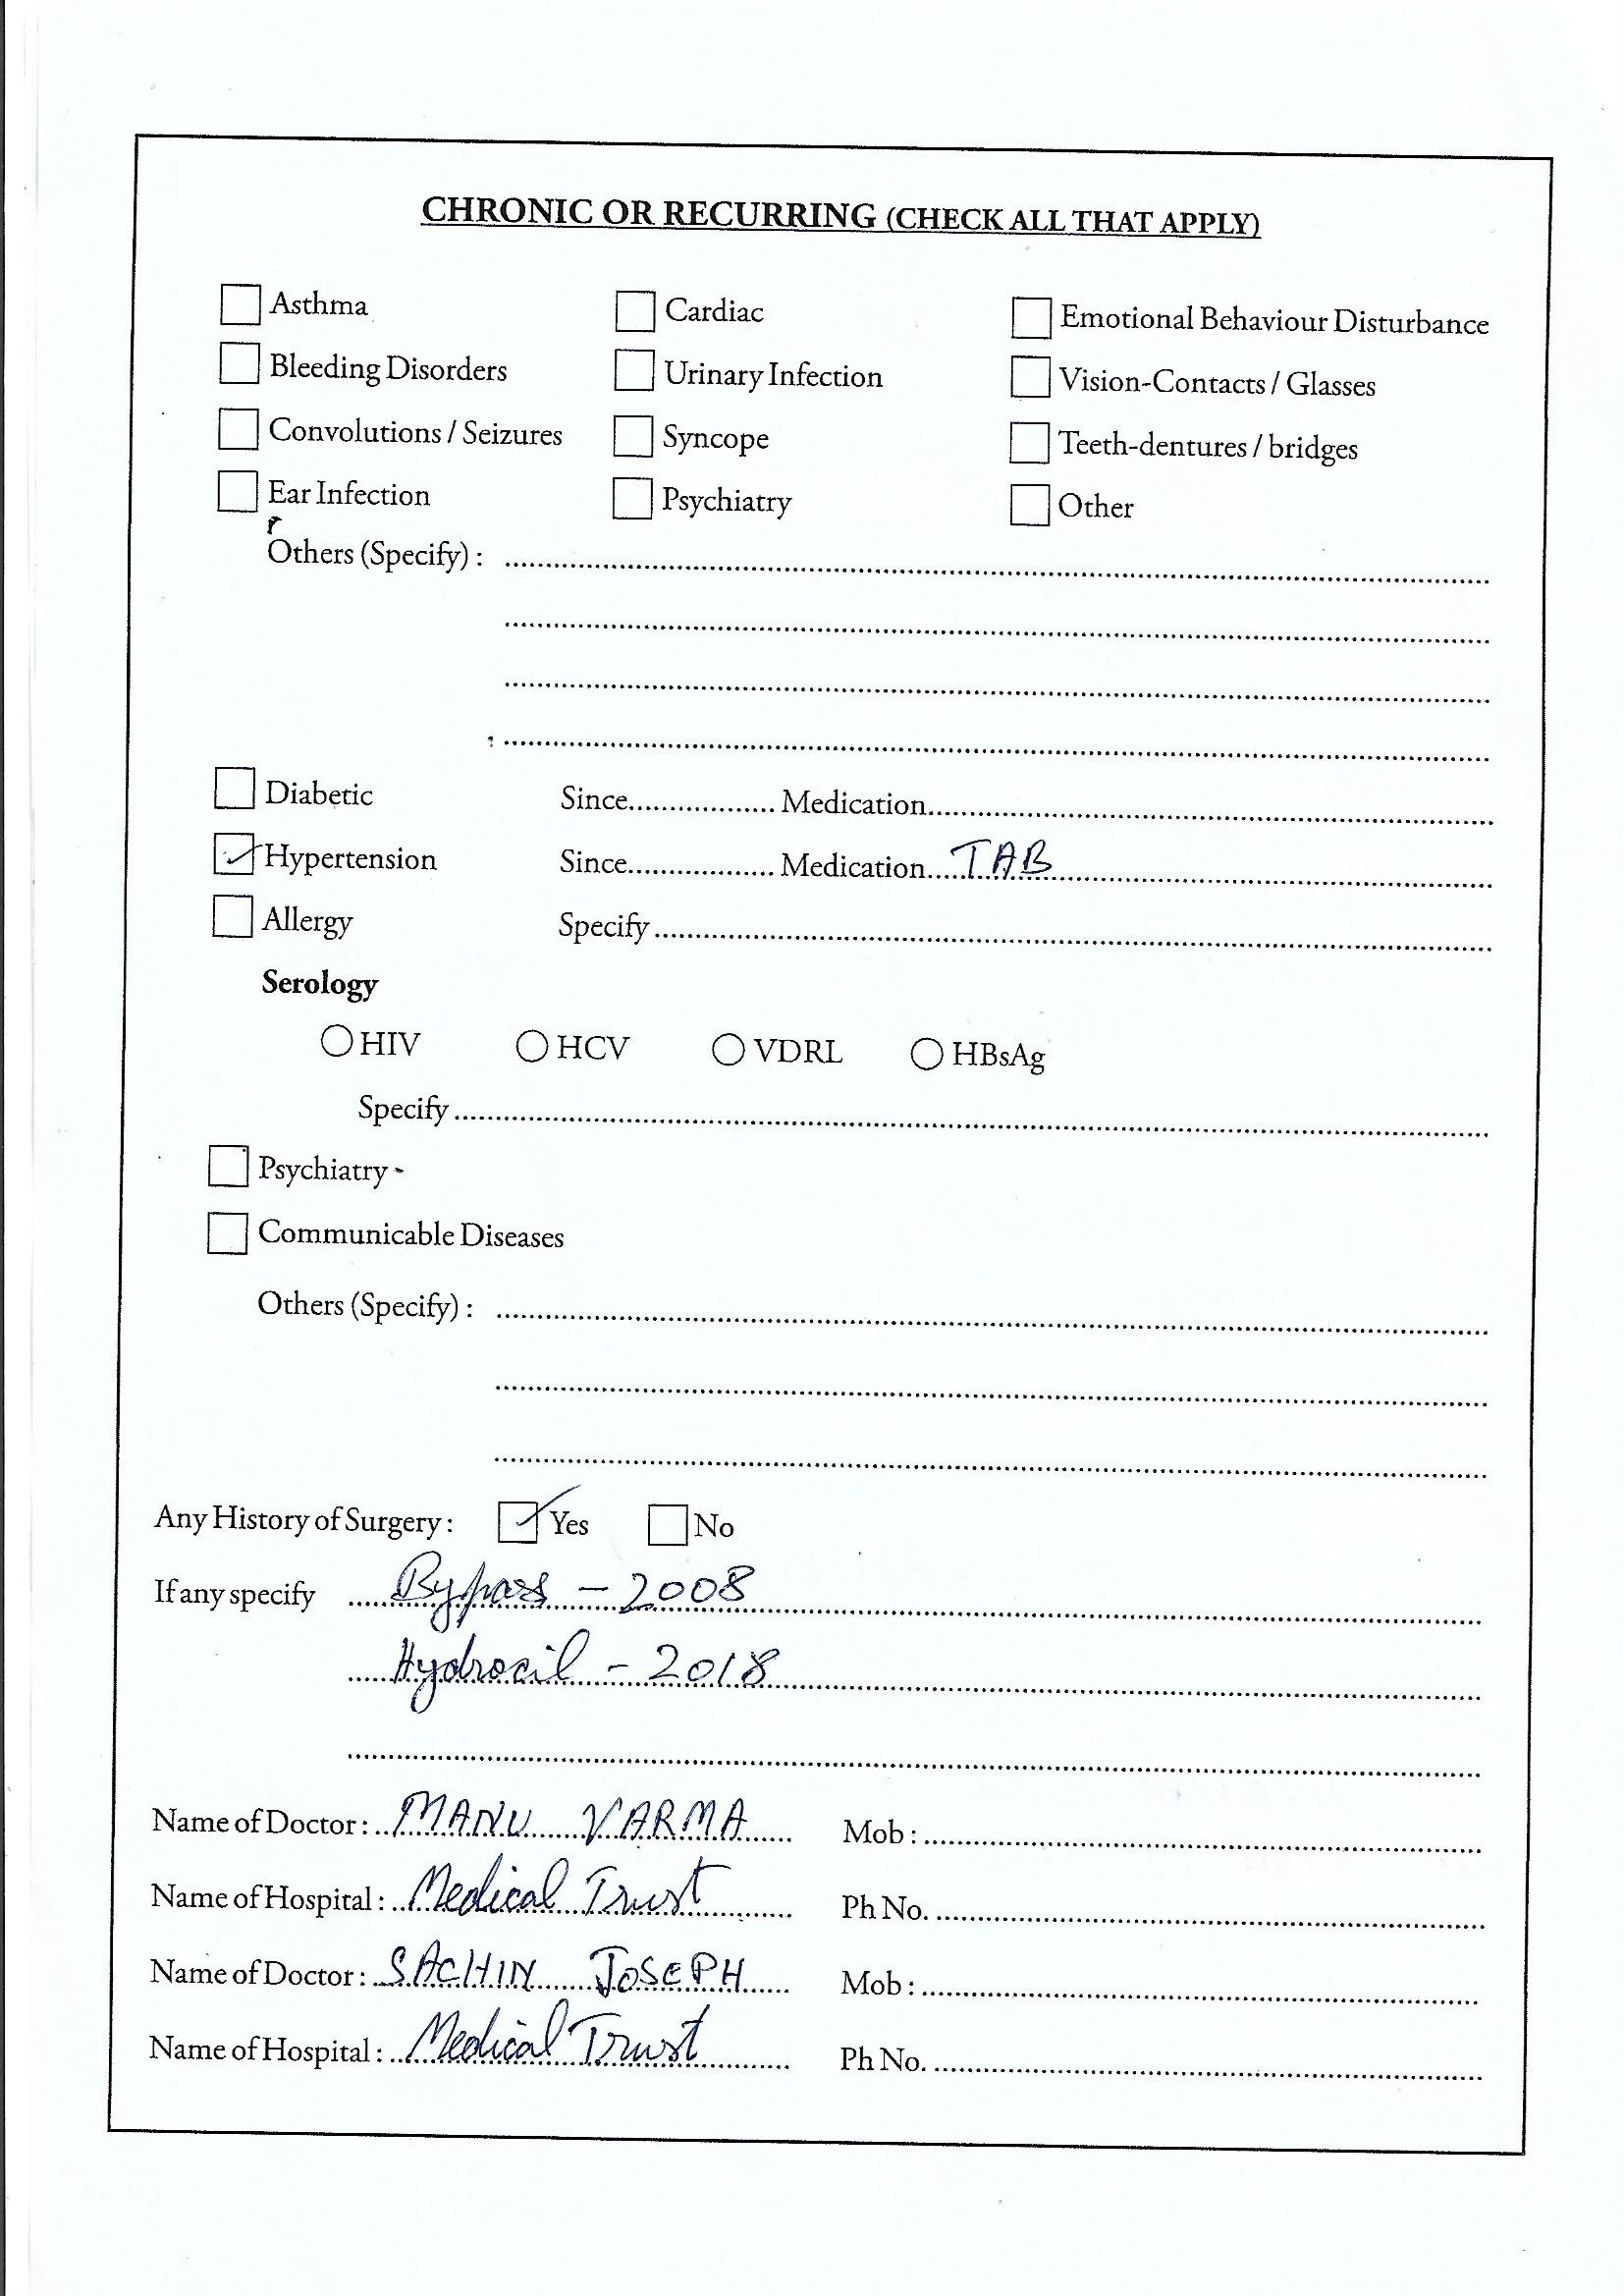 CHRONIC OR RECURRING (CHECK ALL THAT APPLY)
Asthma Cardiac Emotional Behaviour Disturbance
Bleeding Disorders Urinary Infection Vision-Contacts / Glasses
Convolutions / Seizures Syncope Teeth-dentures / bridges
Ear Infection Psychiatry Other
Others (Specify) :
Diabetic Since.................. Medication..................
Hypertension Since.................. Medication.... TAB
Allergy Specify..................
Serology
HIV HCV VDRL HBsAg
Specify..................
Psychiatry -
Communicable Diseases
Others (Specify) :
Any History of Surgery : Yes No
If any specify Bypass - 2008
Hydrocil - 2018
Name of Doctor : MANU VARMA Mob :
Name of Hospital : Medical Trust Ph No.
Name of Doctor : SACHIN JOSEPH Mob :
Name of Hospital : Medical Trust Ph No.